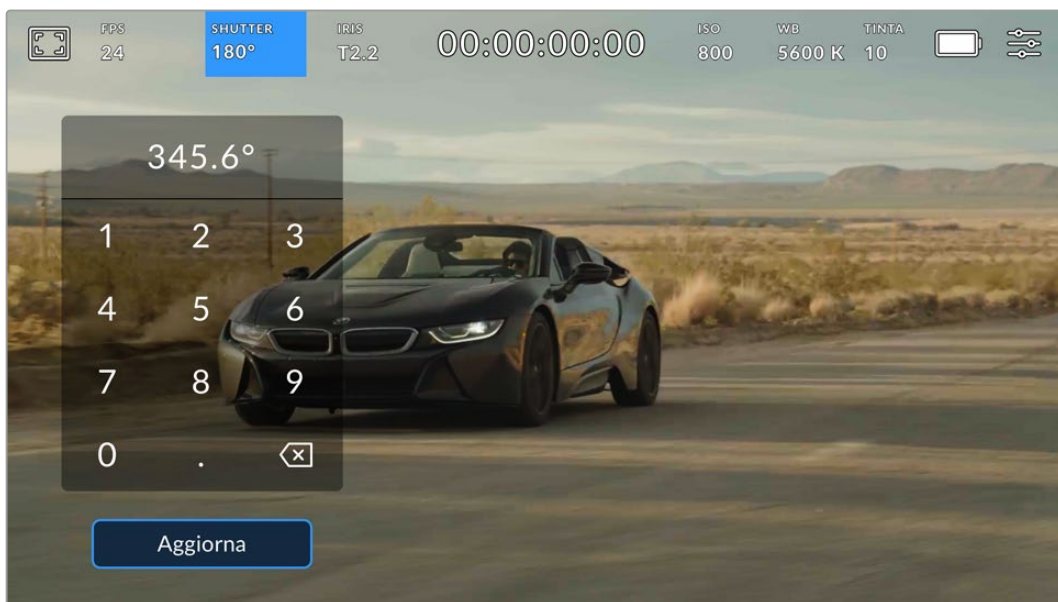 FPS SHUTTER IRIS 00:00:00:00 ISO WB TINTA
24 180° T2.2 800 5600 K 10
345.6°
1 2 3
4 5 6
7 8 9
0 .
Aggiorna